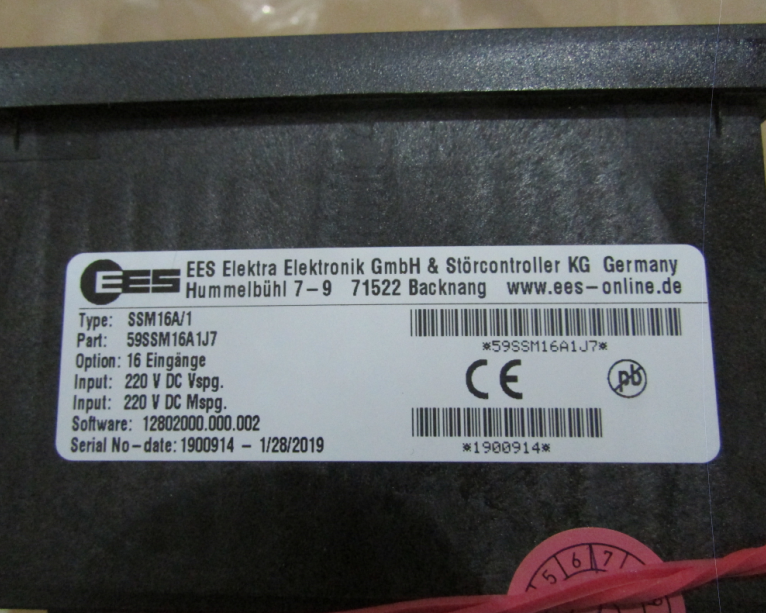 EES EES Elektra Elektronik GmbH & Störcontroller KG Germany
Hummelbühl 7-9 71522 Backnang www.ees-online.de
Type: SSM16A/1
Part: 59SSM16A1J7
Option: 16 Eingänge
Input: 220 V DC Vspg.
Input: 220 V DC Mspg.
Software: 12802000.000.002
Serial No-date: 1900914 - 1/28/2019
*59SSM16A1J7*
CE pb
*1900914*
5 6 7